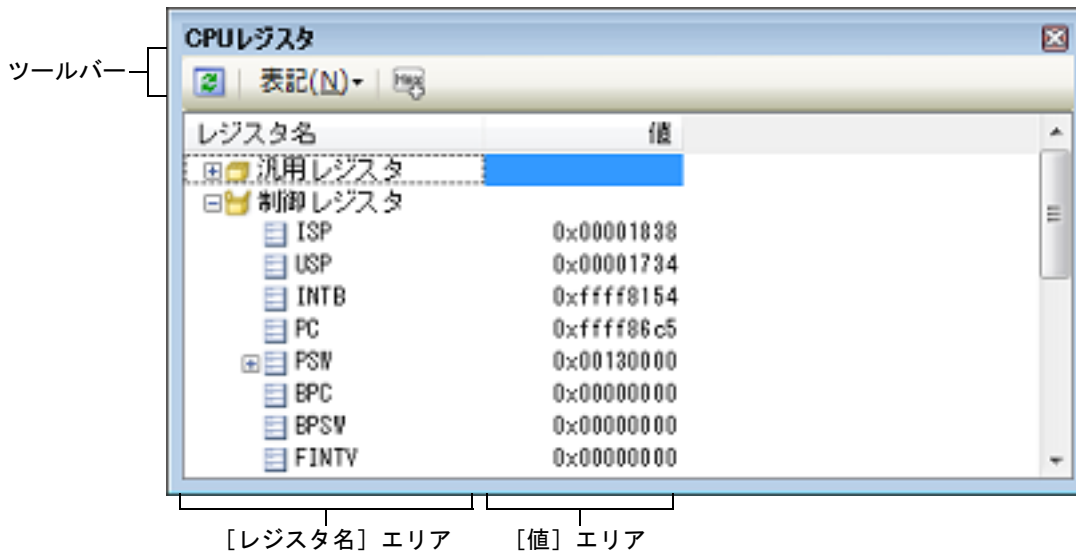 CPUレジスタ
ツールバー
表記(N)
Hex
レジスタ名 値
汎用レジスタ
制御レジスタ
ISP 0x00001838
USP 0x00001734
INTB 0xffff8154
PC 0xffff86c5
PSW 0x00130000
BPC 0x00000000
BPSW 0x00000000
FINTV 0x00000000
[レジスタ名]エリア [値]エリア